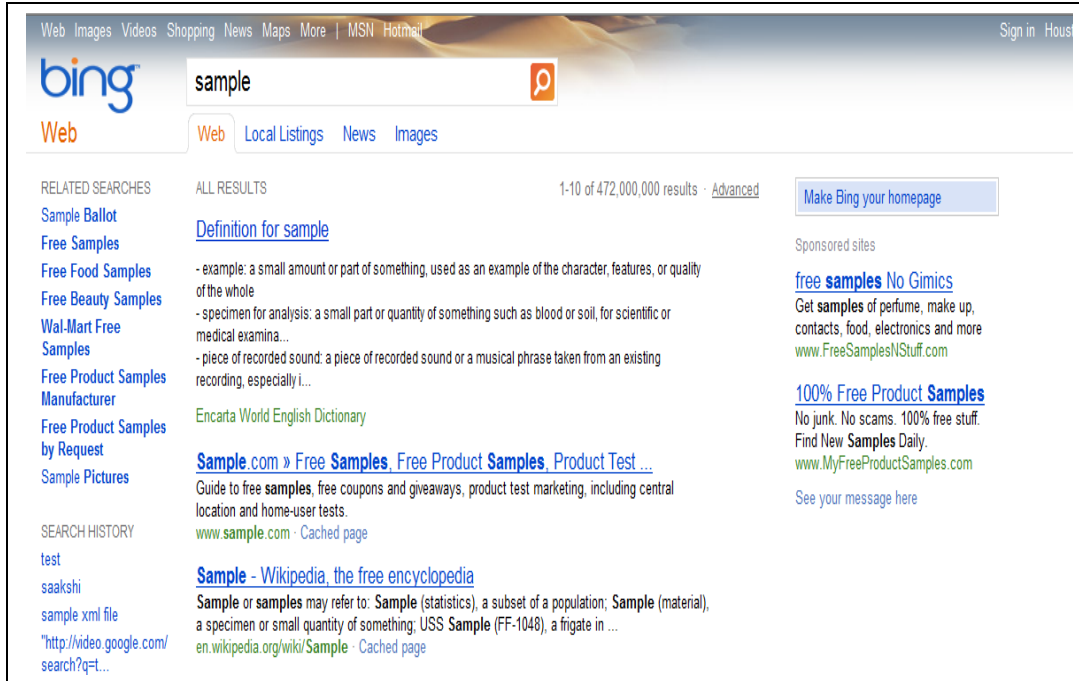 Web Images Videos Shopping News Maps More | MSN Hotmail
Sign in Houst
bing
sample
Web
Web Local Listings News Images
RELATED SEARCHES
Sample Ballot
Free Samples
Free Food Samples
Free Beauty Samples
Wal-Mart Free
Samples
Free Product Samples
Manufacturer
Free Product Samples
by Request
Sample Pictures
SEARCH HISTORY
test
saakshi
sample xml file
"http://video.google.com/
search?q=t...
ALL RESULTS
1-10 of 472,000,000 results · Advanced
Definition for sample
- example: a small amount or part of something, used as an example of the character, features, or quality
of the whole
- specimen for analysis: a small part or quantity of something such as blood or soil, for scientific or
medical examina...
- piece of recorded sound: a piece of recorded sound or a musical phrase taken from an existing
recording, especially i...
Encarta World English Dictionary
Sample.com » Free Samples, Free Product Samples, Product Test ...
Guide to free samples, free coupons and giveaways, product test marketing, including central
location and home-user tests.
www.sample.com · Cached page
Sample - Wikipedia, the free encyclopedia
Sample or samples may refer to: Sample (statistics), a subset of a population; Sample (material),
a specimen or small quantity of something; USS Sample (FF-1048), a frigate in ...
en.wikipedia.org/wiki/Sample · Cached page
Make Bing your homepage
Sponsored sites
free samples No Gimics
Get samples of perfume, make up,
contacts, food, electronics and more
www.FreeSamplesNStuff.com
100% Free Product Samples
No junk. No scams. 100% free stuff.
Find New Samples Daily.
www.MyFreeProductSamples.com
See your message here